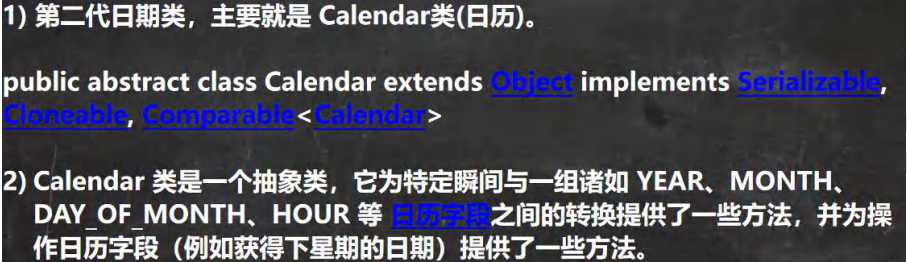 1) 第二代日期类，主要就是 Calendar类(日历)。
public abstract class Calendar extends Object implements Serializable,
Cloneable, Comparable<Calendar>
2) Calendar 类是一个抽象类，它为特定瞬间与一组诸如 YEAR、MONTH、
DAY_OF_MONTH、HOUR 等 日历字段之间的转换提供了一些方法，并为操
作日历字段（例如获得下星期的日期）提供了一些方法。